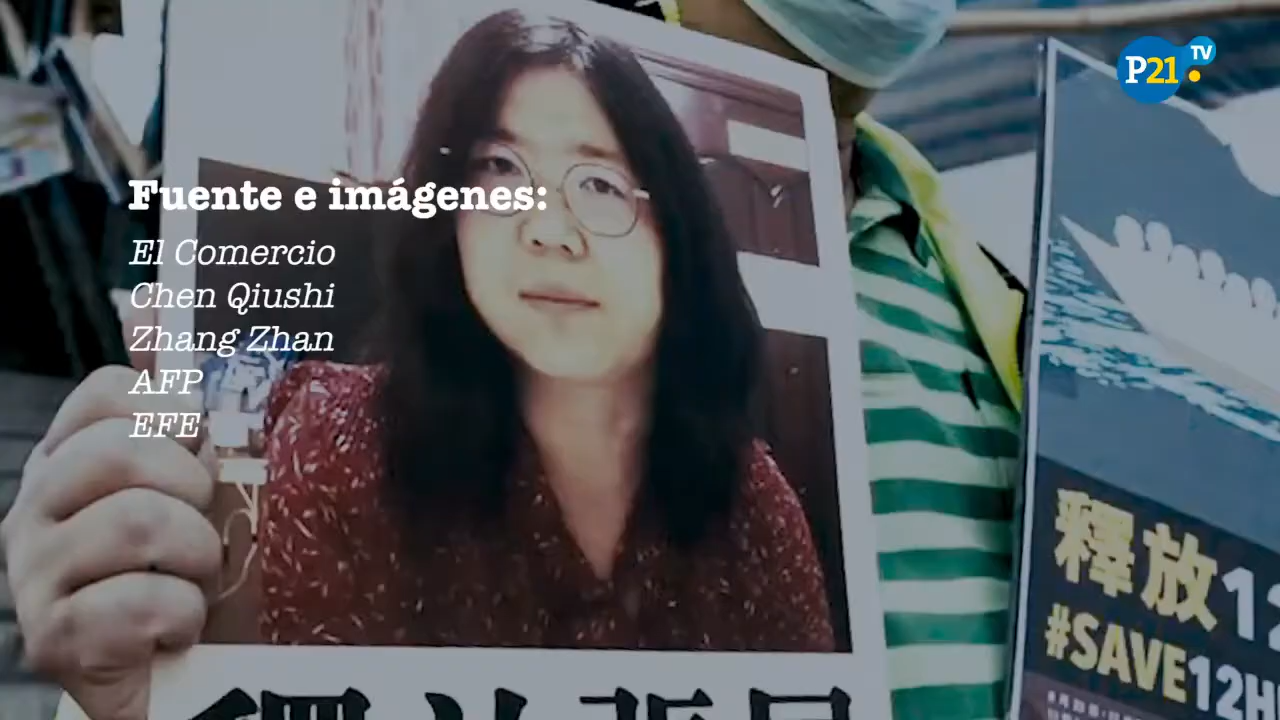 P21
TV
Fuente e imágenes:
El Comercio
Chen Qiushi
Zhang Zhan
AFP
EFE
釋放12
#SAVE12H